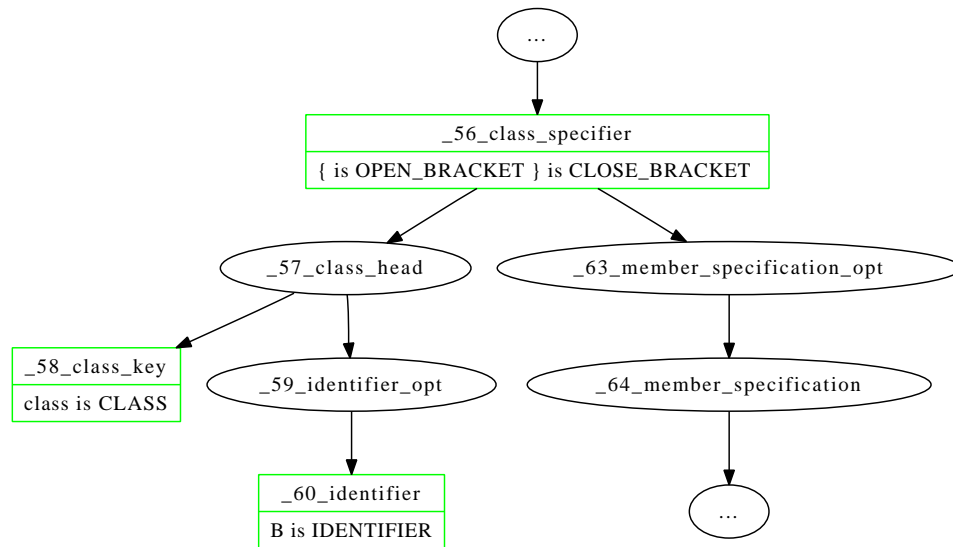 ...
_56_class_specifier
{ is OPEN_BRACKET } is CLOSE_BRACKET
_57_class_head
_63_member_specification_opt
_58_class_key
class is CLASS
_59_identifier_opt
_64_member_specification
_60_identifier
B is IDENTIFIER
...